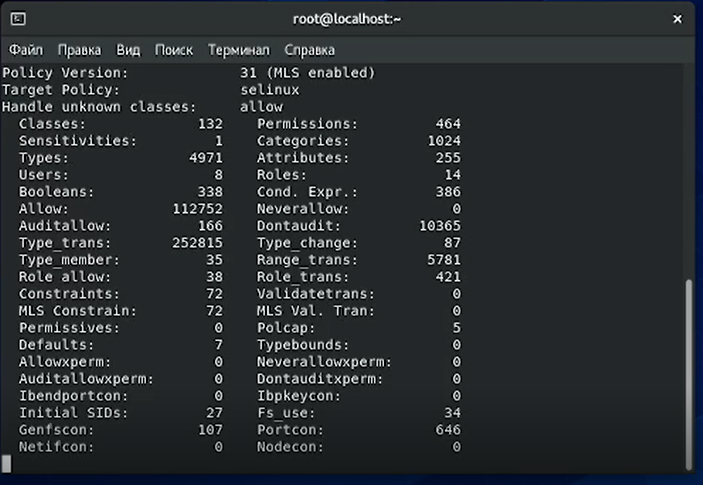 root@localhost:~
Файл Правка Вид Поиск Терминал Справка
Policy Version: 31 (MLS enabled)
Target Policy: selinux
Handle unknown classes: allow
Classes: 132 Permissions: 464
Sensitivities: 1 Categories: 1024
Types: 4971 Attributes: 255
Users: 8 Roles: 14
Booleans: 338 Cond. Expr.: 386
Allow: 112752 Neverallow: 0
Auditallow: 166 Dontaudit: 10365
Type_trans: 252815 Type_change: 87
Type_member: 35 Range_trans: 5781
Role allow: 38 Role_trans: 421
Constraints: 72 Validatetrans: 0
MLS Constrain: 72 MLS Val. Tran: 0
Permissives: 0 Polcap: 5
Defaults: 7 Typebounds: 0
Allowxperm: 0 Neverallowxperm: 0
Auditallowxperm: 0 Dontauditxperm: 0
Ibendportcon: 0 Ibpkeycon: 0
Initial SIDs: 27 Fs_use: 34
Genfscon: 107 Portcon: 646
Netifcon: 0 Nodecon: 0